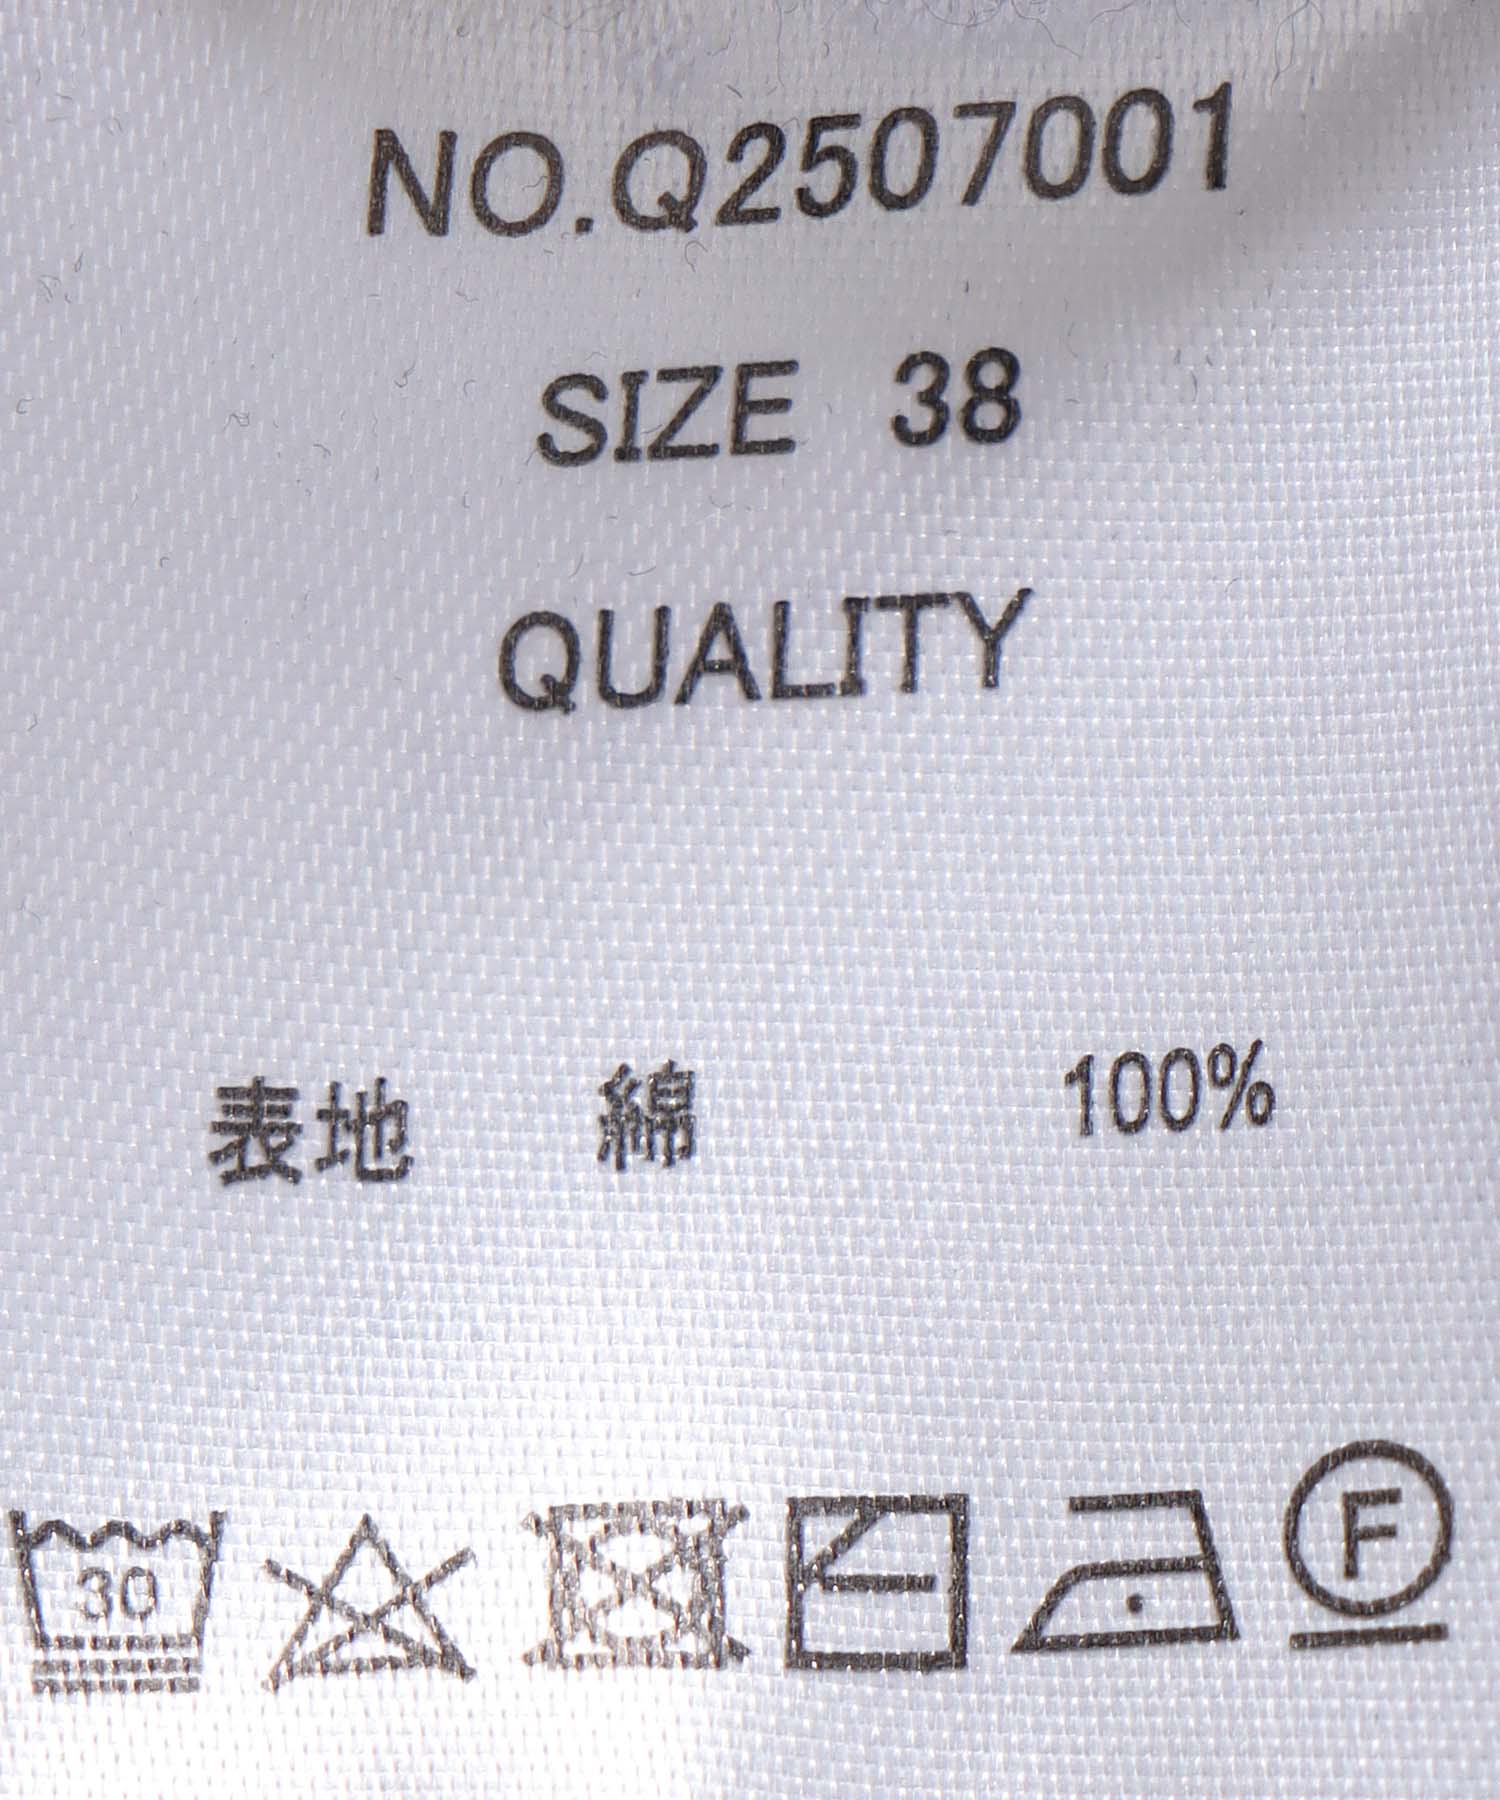 NO.Q2507001
SIZE 38
QUALITY
表地 綿 100%
30 F